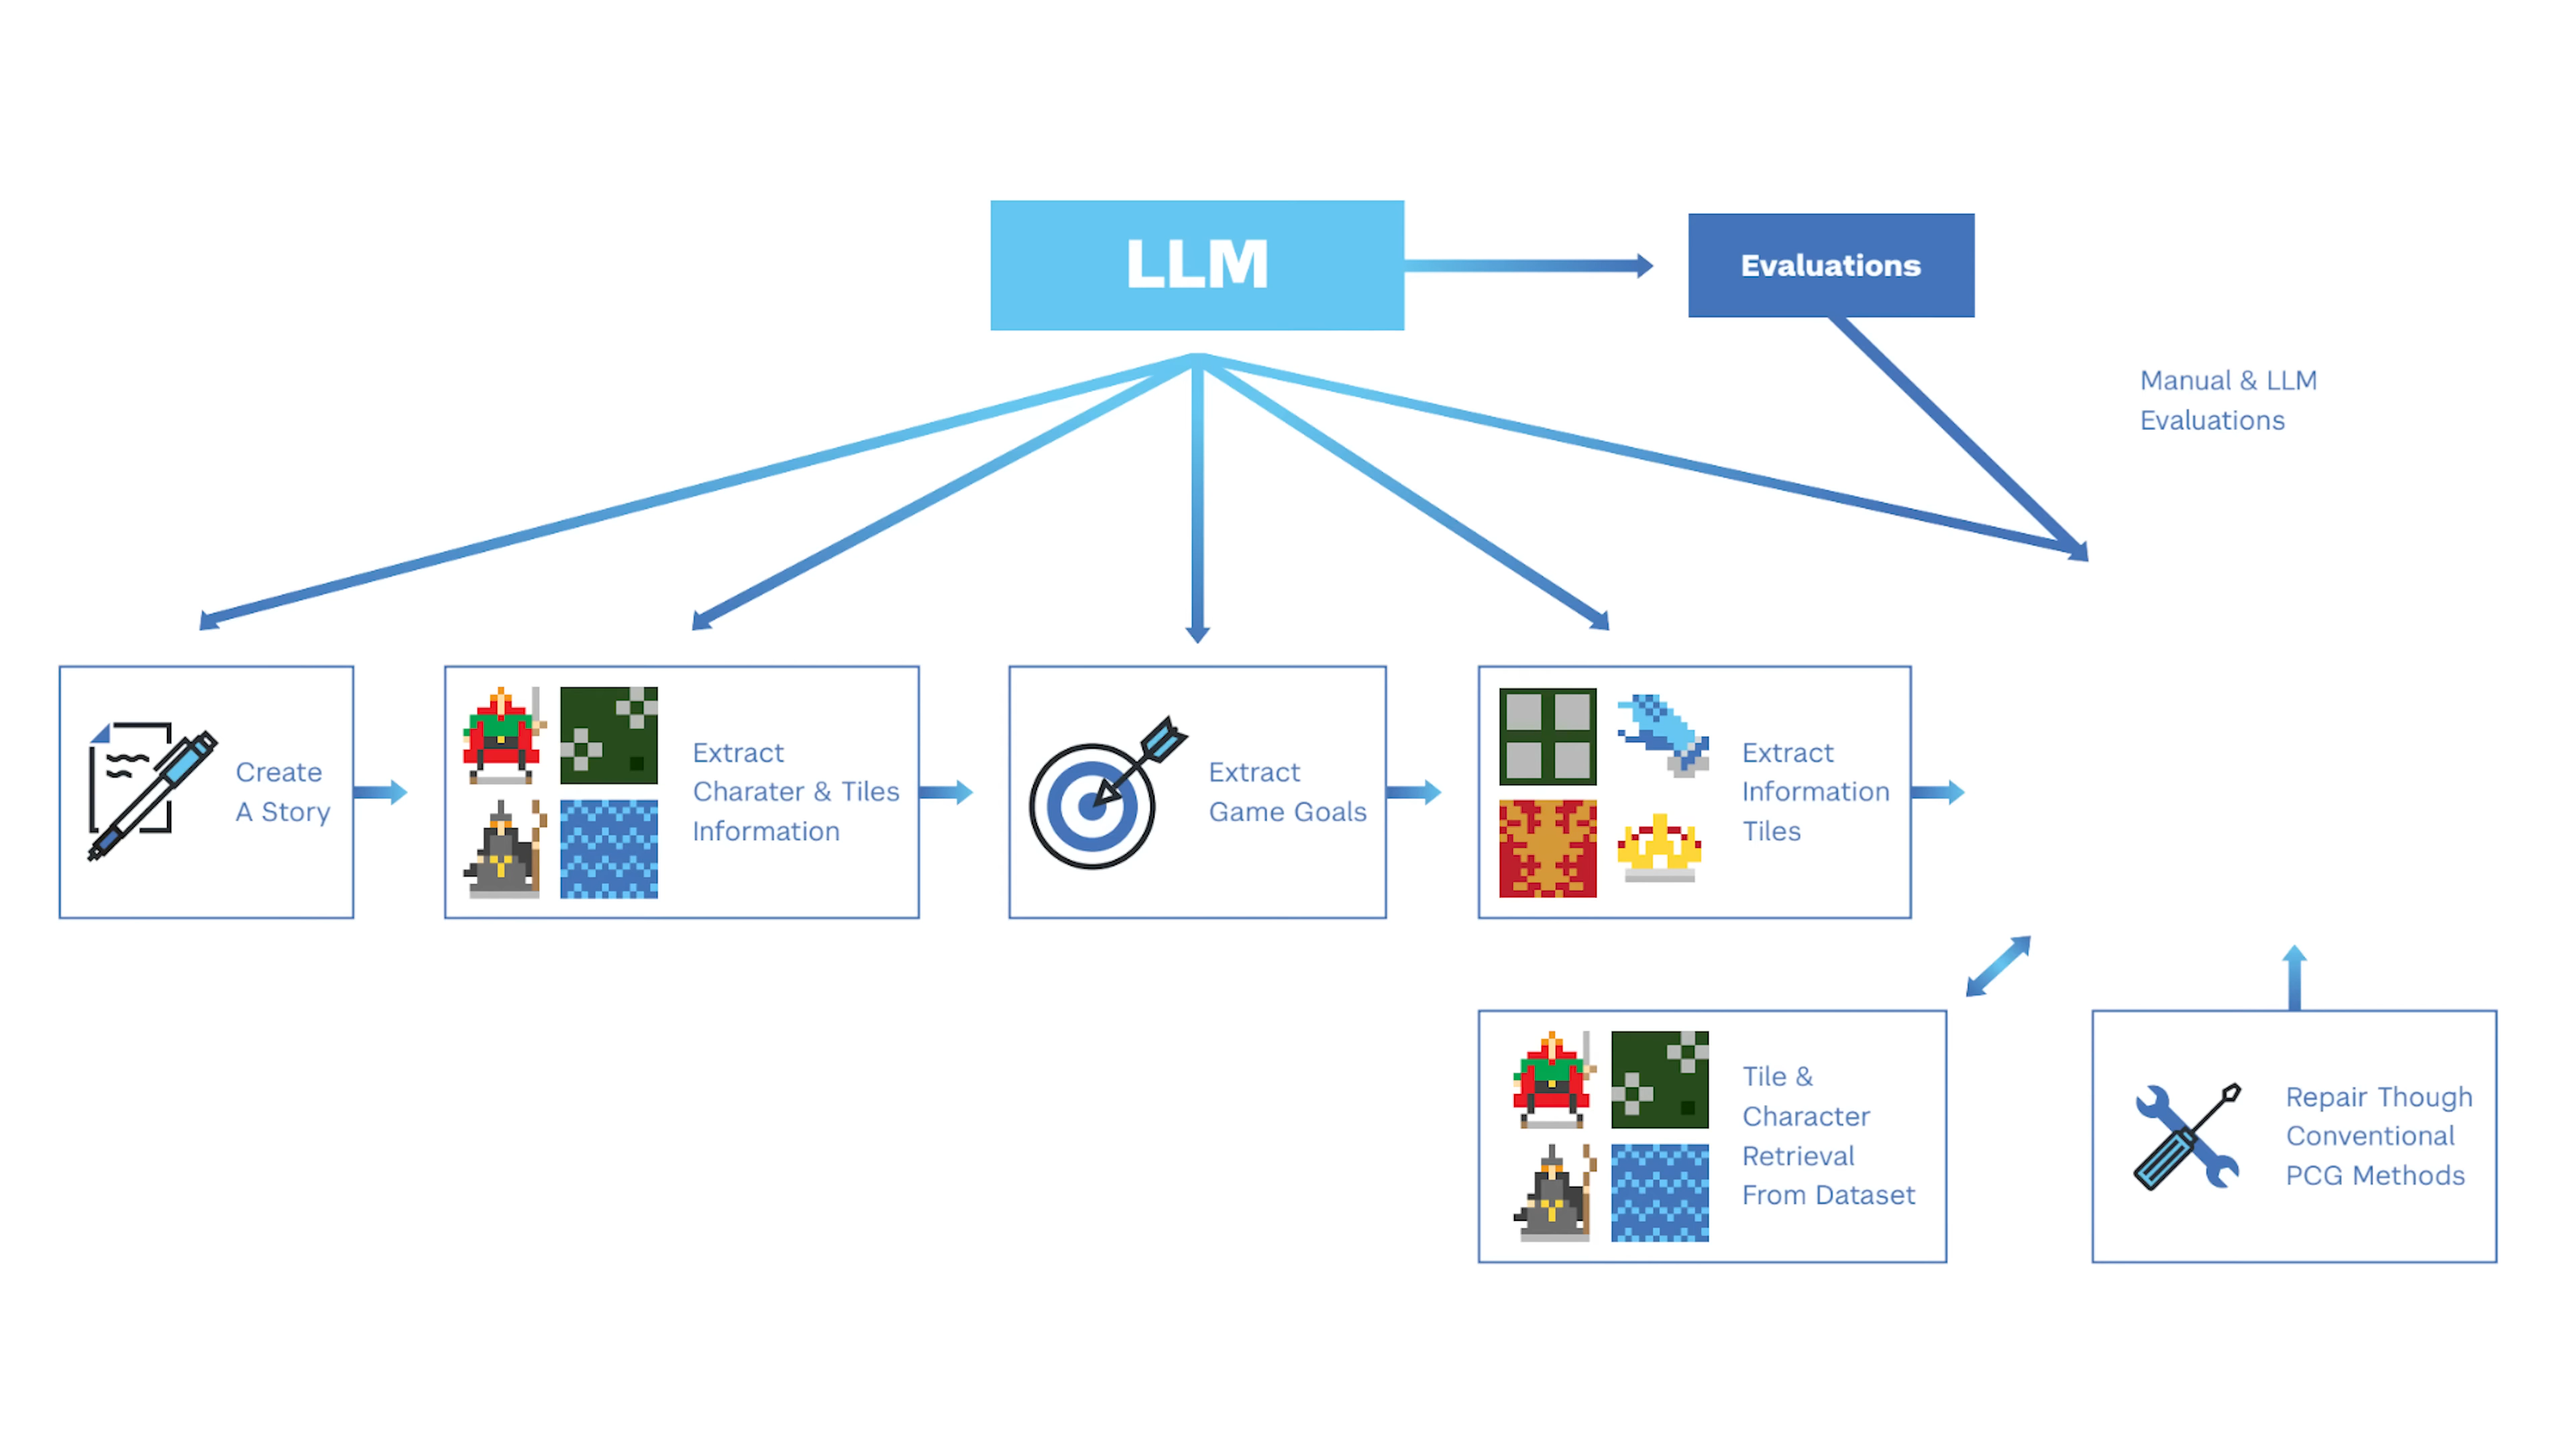 LLM
Evaluations
Manual & LLM
Evaluations
Create
A Story
Extract
Charater & Tiles
Information
Extract
Game Goals
Extract
Information
Tiles
Tile &
Character
Retrieval
From Dataset
Repair Though
Conventional
PCG Methods